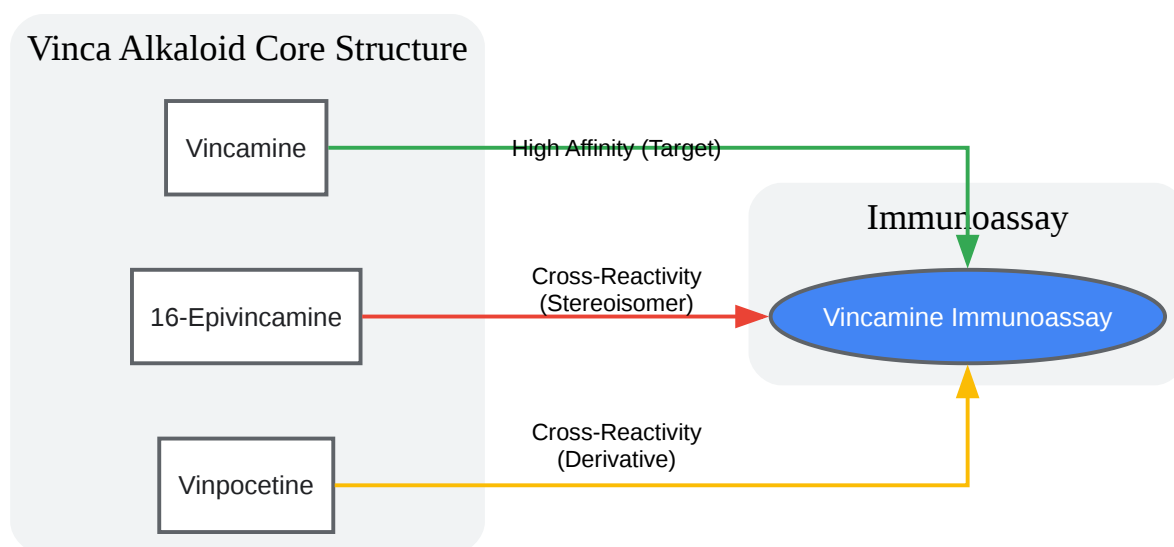 Vinca Alkaloid Core Structure
Vincamine
High Affinity (Target)
Immunoassay
16-Epivincamine
Cross-Reactivity
(Stereoisomer)
Vincamine Immunoassay
Vinpocetine
Cross-Reactivity
(Derivative)